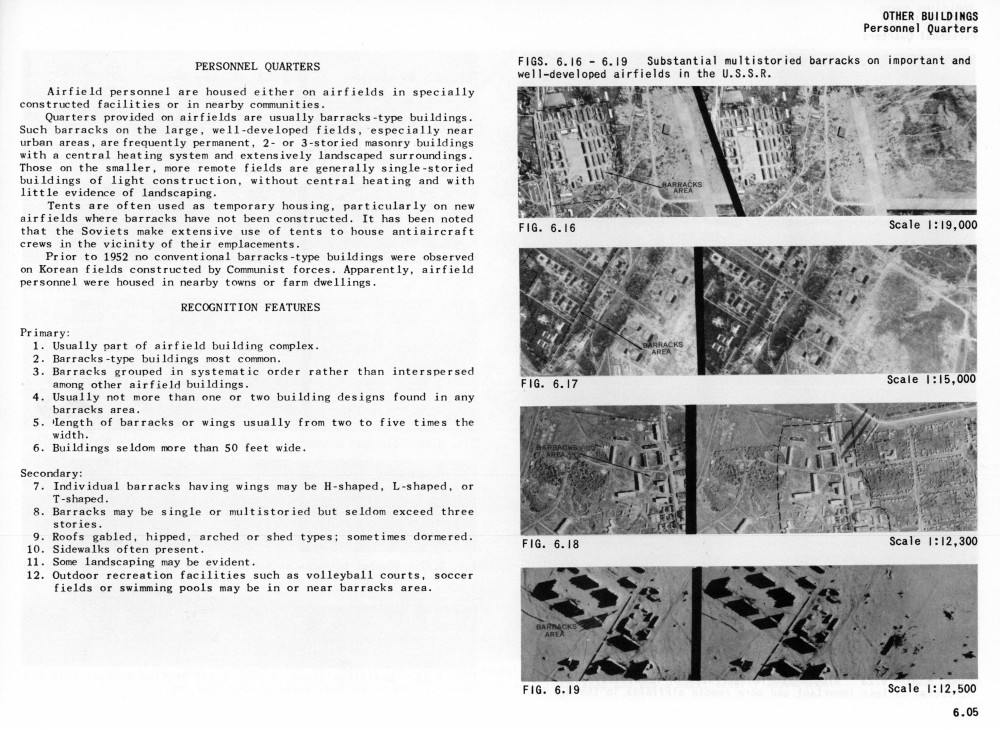 OTHER BUILDINGS
Personnel Quarters
PERSONNEL QUARTERS
Airfield personnel are housed either on airfields in specially
constructed facilities or in nearby communities.
Quarters provided on airfields are usually barracks-type buildings.
Such barracks on the large, well-developed fields, especially near
urban areas, are frequently permanent, 2- or 3-storied masonry buildings
with a central heating system and extensively landscaped surroundings.
Those on the smaller, more remote fields are generally single-storied
buildings of light construction, without central heating and with
little evidence of landscaping.
Tents are often used as temporary housing, particularly on new
airfields where barracks have not been constructed. It has been noted
that the Soviets make extensive use of tents to house antiaircraft
crews in the vicinity of their emplacements.
Prior to 1952 no conventional barracks-type buildings were observed
on Korean fields constructed by Communist forces. Apparently, airfield
personnel were housed in nearby towns or farm dwellings.
RECOGNITION FEATURES
Primary:
1. Usually part of airfield building complex.
2. Barracks-type buildings most common.
3. Barracks grouped in systematic order rather than interspersed
among other airfield buildings.
4. Usually not more than one or two building designs found in any
barracks area.
5. Length of barracks or wings usually from two to five times the
width.
6. Buildings seldom more than 50 feet wide.
Secondary:
7. Individual barracks having wings may be H-shaped, L-shaped, or
T-shaped.
8. Barracks may be single or multistoried but seldom exceed three
stories.
9. Roofs gabled, hipped, arched or shed types; sometimes dormered.
10. Sidewalks often present.
11. Some landscaping may be evident.
12. Outdoor recreation facilities such as volleyball courts, soccer
fields or swimming pools may be in or near barracks area.
FIGS. 6.16 - 6.19 Substantial multistoried barracks on important and
well-developed airfields in the U.S.S.R.
BARRACKS
AREA
FIG. 6.16 Scale 1:19,000
BARRACKS
AREA
FIG. 6.17 Scale 1:15,000
BARRACKS
AREA
FIG. 6.18 Scale 1:12,300
BARRACKS
AREA
FIG. 6.19 Scale 1:12,500
6.05